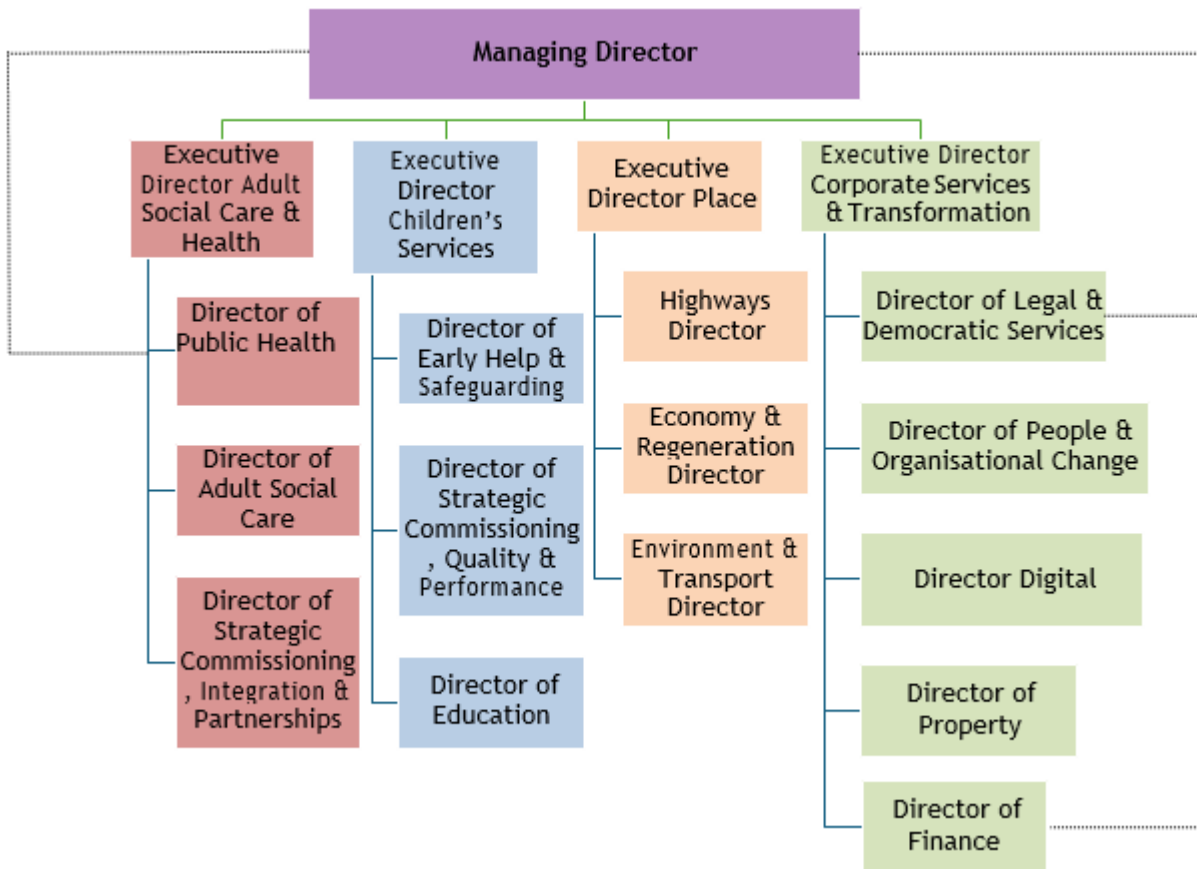 Managing Director
Executive
Director Adult
Social Care &
Health
Director of
Public Health
Director of
Adult Social
Care
Director of
Strategic
Commissioning
, Integration &
Partnerships
Executive
Director
Children’s
Services
Director of
Early Help &
Safeguarding
Director of
Strategic
Commissioning
, Quality &
Performance
Director of
Education
Executive
Director Place
Highways
Director
Economy &
Regeneration
Director
Environment &
Transport
Director
Executive Director
Corporate Services
& Transformation
Director of Legal &
Democratic Services
Director of People &
Organisational Change
Director Digital
Director of
Property
Director of
Finance